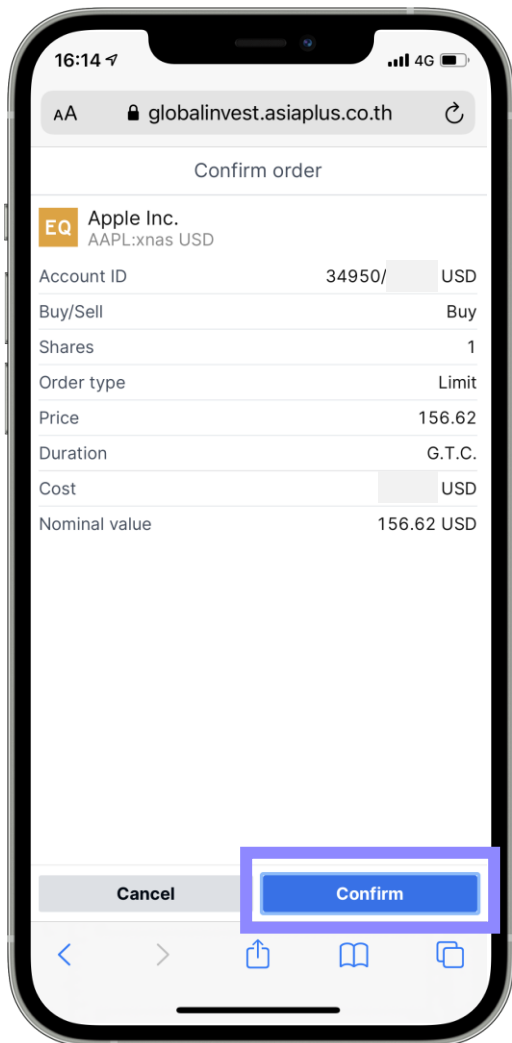 16:14 4G
AA globalinvest.asiaplus.co.th
Confirm order
EQ Apple Inc.
AAPL:xnas USD
Account ID 34950/ USD
Buy/Sell Buy
Shares 1
Order type Limit
Price 156.62
Duration G.T.C.
Cost USD
Nominal value 156.62 USD
Cancel Confirm